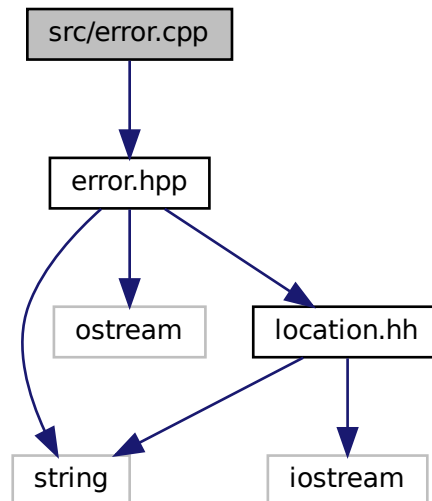 src/error.cpp
error.hpp
ostream
location.hh
string
iostream